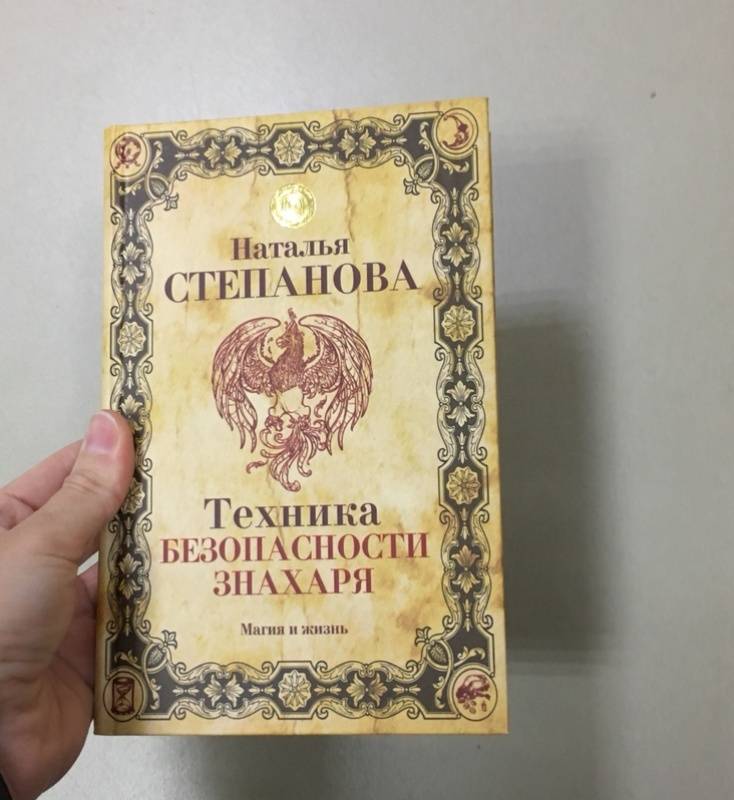 Наталья
СТЕПАНОВА
Техника
БЕЗОПАСНОСТИ
ЗНАХАРЯ
Магия и жизнь